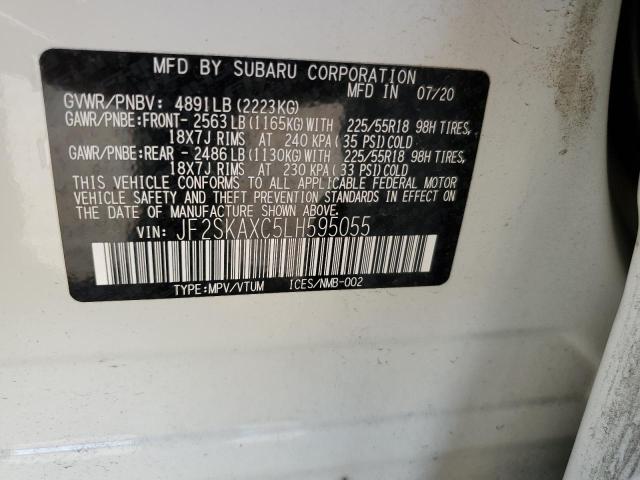 MFD BY SUBARU CORPORATION
MFD IN 07/20
GVWR/PNBV: 4891LB (2223KG)
GAWR/PNBE:FRONT- 2563LB(1165KG)WITH 225/55R18 98H TIRES,
18X7J RIMS AT 240 KPA( 35 PSI)COLD
GAWR/PNBE:REAR - 2486LB(1130KG)WITH 225/55R18 98H TIRES,
18X7J RIMS AT 230 KPA( 33 PSI)COLD
THIS VEHICLE CONFORMS TO ALL APPLICABLE FEDERAL MOTOR
VEHICLE SAFETY AND THEFT PREVENTION STANDARDS IN EFFECT ON
THE DATE OF MANUFACTURE SHOWN ABOVE.
VIN: JF2SKAXC5LH595055
TYPE:MPV/VTUM ICES/NMB-002